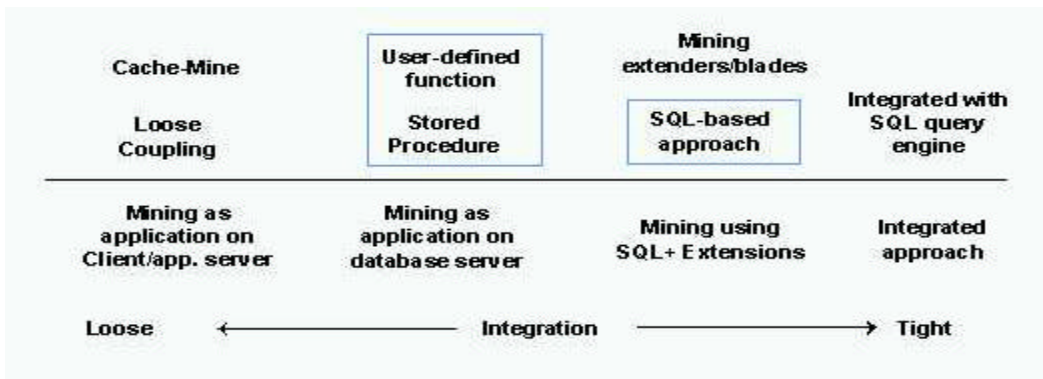 Cache-Mine
Loose
Coupling
User-defined
function
Stored
Procedure
Mining
extenders/blades
SQL-based
approach
Integrated with
SQL query
engine
Mining as
application on
Client/app. server
Mining as
application on
database server
Mining using
SQL+ Extensions
Integrated
approach
Loose
Integration
Tight